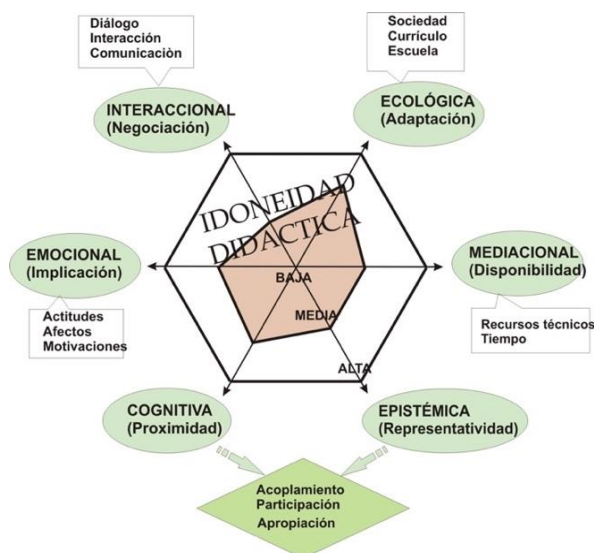 Diálogo
Interacción
Comunicaciòn
Sociedad
Currículo
Escuela
INTERACCIONAL
(Negociación)
ECOLÓGICA
(Adaptación)
IDONEIDAD
DIDACTICA
EMOCIONAL
(Implicación)
BAJA
MEDIACIONAL
(Disponibilidad)
Actitudes
Afectos
Motivaciones
MEDIA
Recursos técnicos
Tiempo
ALTA
COGNITIVA
(Proximidad)
EPISTÉMICA
(Representatividad)
Acoplamiento
Participación
Apropiación